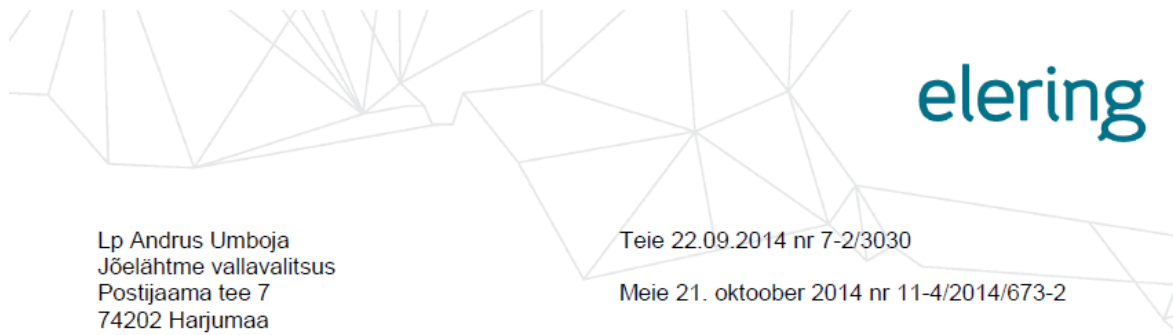 elering
Lp Andrus Umboja
Jõelähtme vallavalitsus
Postijaama tee 7
74202 Harjumaa
Teie 22.09.2014 nr 7-2/3030
Meie 21. oktoober 2014 nr 11-4/2014/673-2